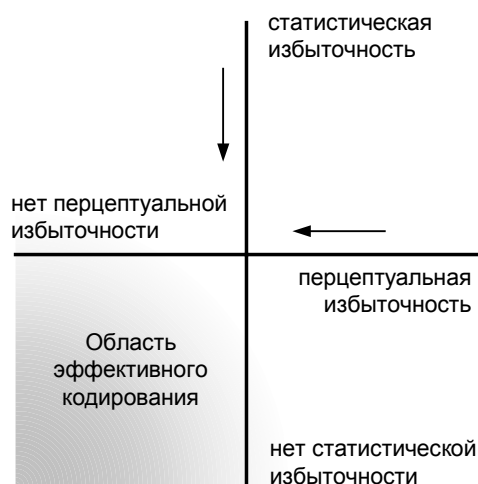 статистическая
избыточность
нет перцептуальной
избыточности
перцептуальная
избыточность
Область
эффективного
кодирования
нет статистической
избыточности